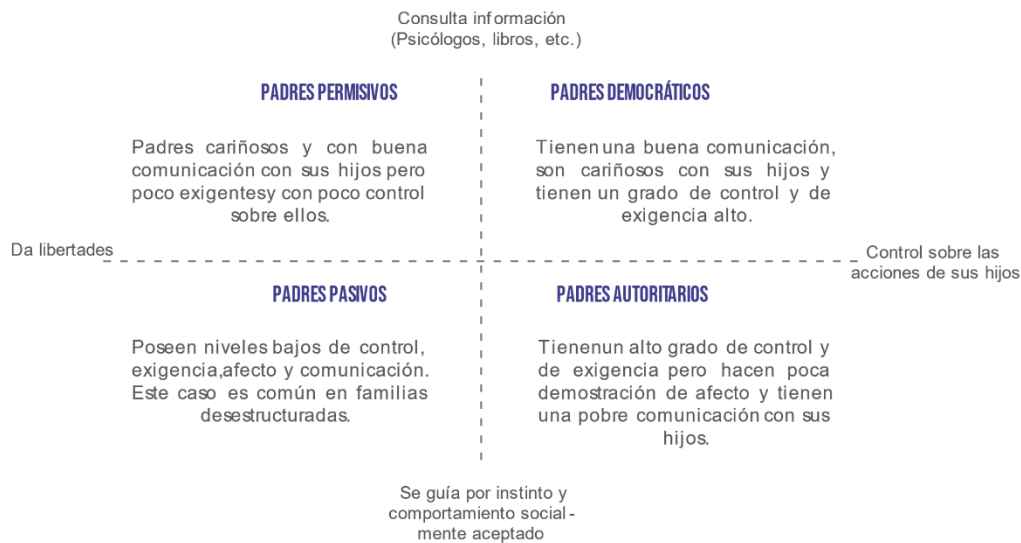 Consulta información
(Psicólogos, libros, etc.)
PADRES PERMISIVOS
Padres cariñosos y con buena
comunicación con sus hijos pero
poco exigentesy con poco control
sobre ellos.
PADRES DEMOCRÁTICOS
Tienenuna buena comunicación,
son cariñosos con sus hijos y
tienen un grado de control y de
exigencia alto.
Da libertades
Control sobre las
acciones de sus hijos
PADRES PASIVOS
Poseen niveles bajos de control,
exigencia,afecto y comunicación.
Este caso es común en familias
desestructuradas.
PADRES AUTORITARIOS
Tienenun alto grado de control y
de exigencia pero hacen poca
demostración de afecto y tienen
una pobre comunicación con sus
hijos.
Se guía por instinto y
comportamiento social-
mente aceptado